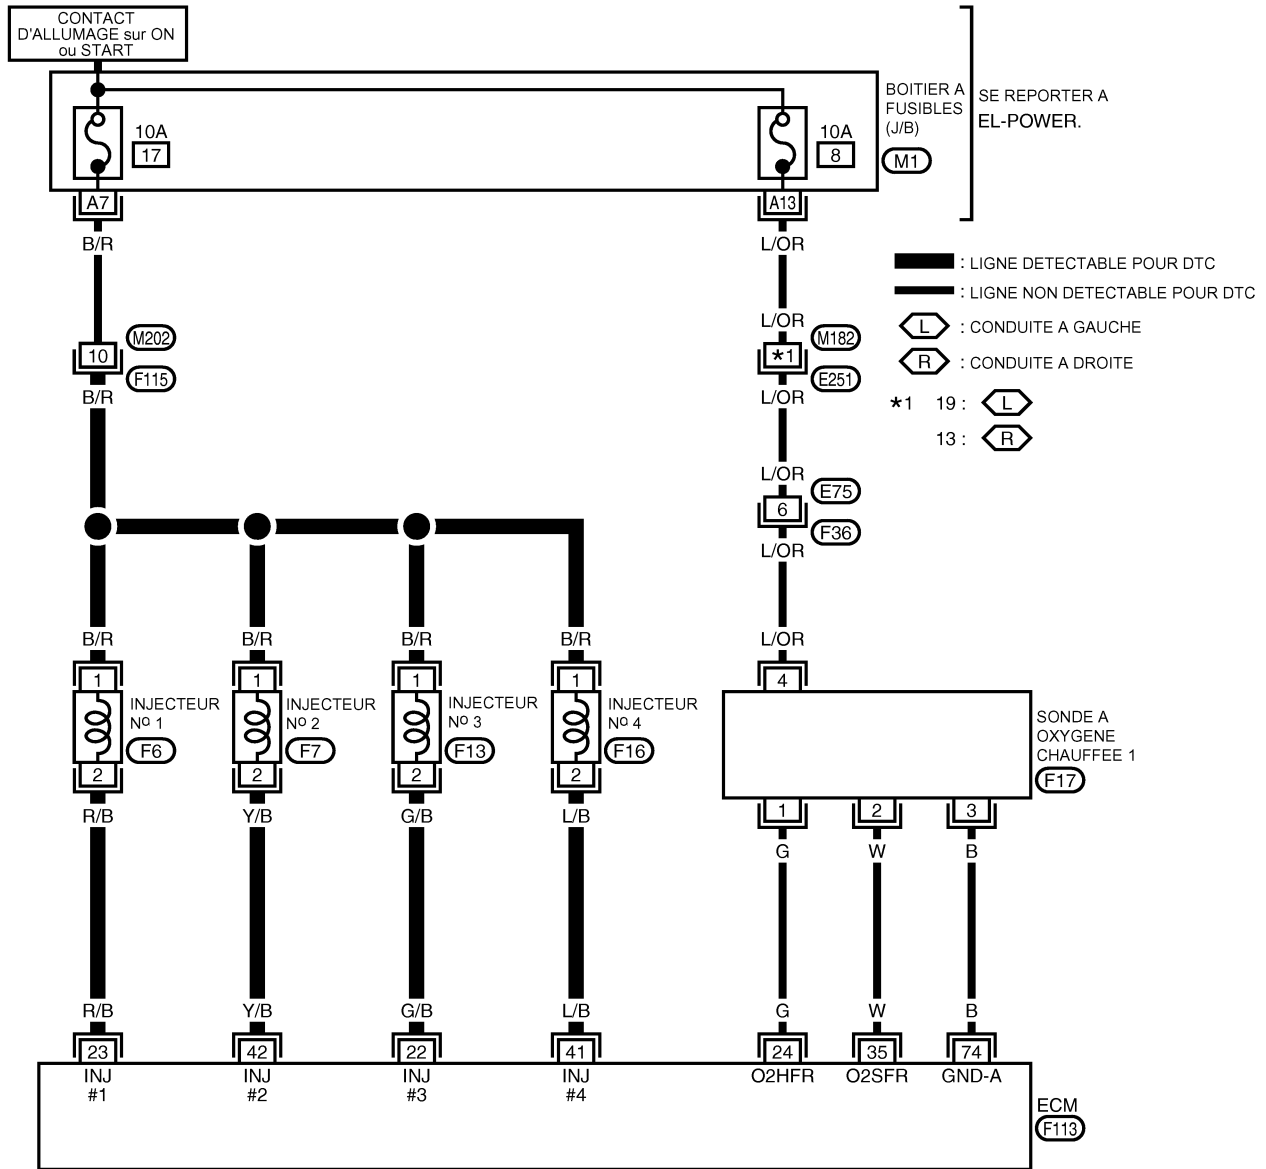 CONTACT
D'ALLUMAGE sur ON
ou START
BOITIER A
FUSIBLES
(J/B)
M1
SE REPORTER A
EL-POWER.
10A
17
10A
8
A7
A13
B/R
L/OR
: LIGNE DETECTABLE POUR DTC
: LIGNE NON DETECTABLE POUR DTC
L : CONDUITE A GAUCHE
R : CONDUITE A DROITE
*1 19 : L
13 : R
L/OR
M202
10
F115
M182
*1
E251
B/R
L/OR
L/OR
E75
6
F36
L/OR
B/R
B/R
B/R
B/R
L/OR
1
1
1
1
4
INJECTEUR
Nº 1
F6
INJECTEUR
Nº 2
F7
INJECTEUR
Nº 3
F13
INJECTEUR
Nº 4
F16
SONDE A
OXYGENE
CHAUFFEE 1
F17
2
2
2
2
1
2
3
R/B
Y/B
G/B
L/B
G
W
B
R/B
Y/B
G/B
L/B
G
W
B
23
42
22
41
24
35
74
INJ
#1
INJ
#2
INJ
#3
INJ
#4
O2HFR
O2SFR
GND-A
ECM
F113